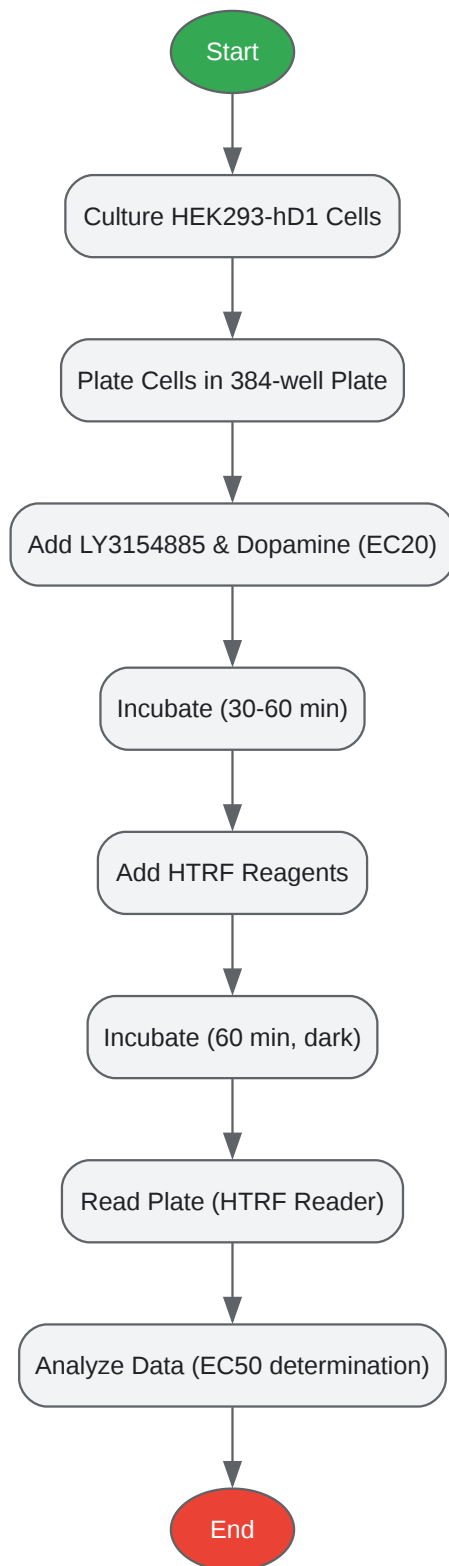 Start
Culture HEK293-hD1 Cells
Plate Cells in 384-well Plate
Add LY3154885 & Dopamine (EC20)
Incubate (30-60 min)
Add HTRF Reagents
Incubate (60 min, dark)
Read Plate (HTRF Reader)
Analyze Data (EC50 determination)
End